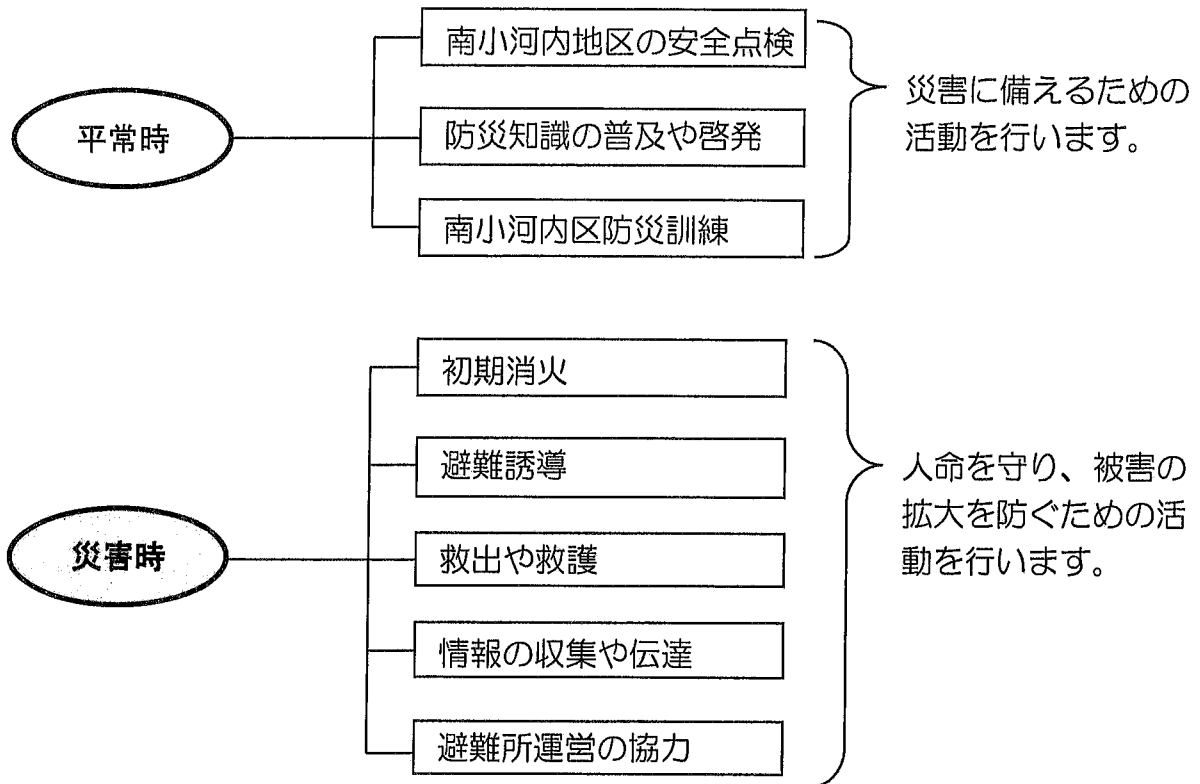 平常時
南小河内地区の安全点検
防災知識の普及や啓発
南小河内区防災訓練
災害に備えるための
活動を行います。
災害時
初期消火
避難誘導
救出や救護
情報の収集や伝達
避難所運営の協力
人命を守り、被害の
拡大を防ぐための活
動を行います。